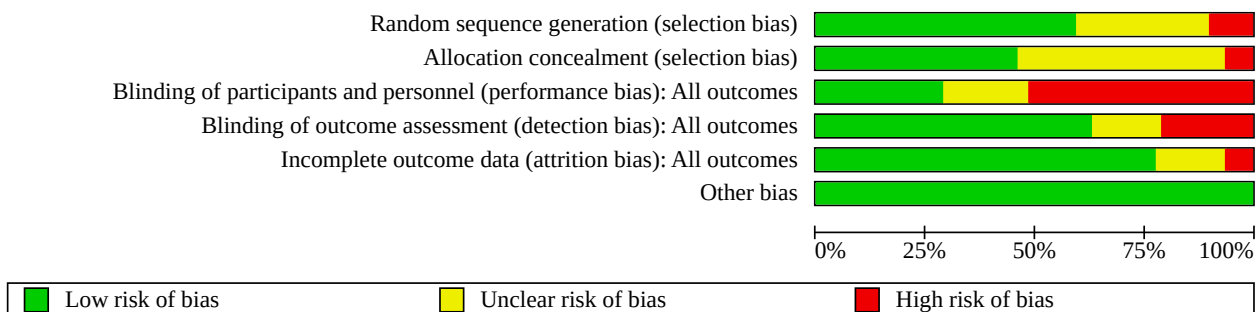 Random sequence generation (selection bias)
Allocation concealment (selection bias)
Blinding of participants and personnel (performance bias): All outcomes
Blinding of outcome assessment (detection bias): All outcomes
Incomplete outcome data (attrition bias): All outcomes
Other bias
0% 25% 50% 75% 100%
Low risk of bias Unclear risk of bias High risk of bias